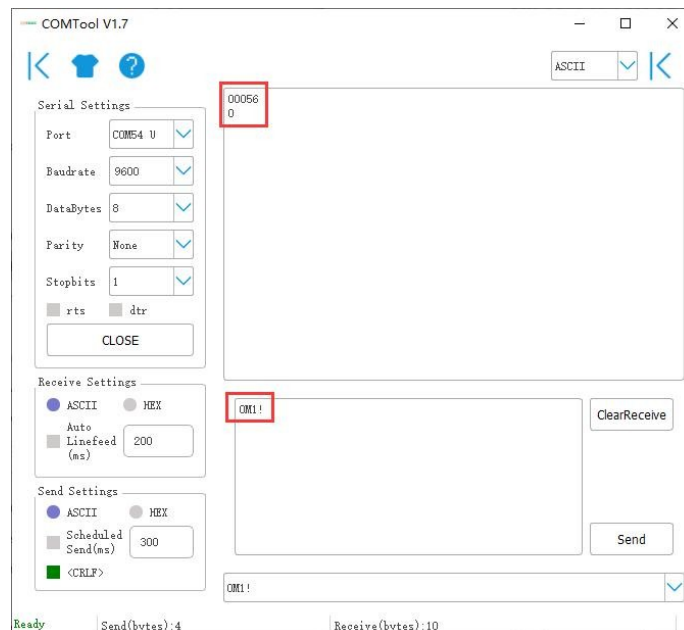 COMTool V1.7
ASCII
Serial Settings
Port COM54 U
Baudrate 9600
DataBytes 8
Parity None
Stopbits 1
rts dtr
CLOSE
Receive Settings
ASCII HEX
Auto
Linefeed
(ms)
200
Send Settings
ASCII HEX
Scheduled
Send(ms)
300
<CRLF>
00056
0
0M1!
ClearReceive
Send
0M1!
Ready Send(bytes):4 Receive(bytes):10